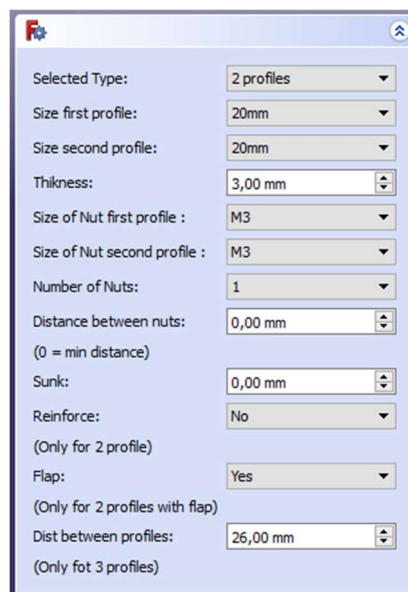 Selected Type: 2 profiles
Size first profile: 20mm
Size second profile: 20mm
Thikness: 3,00 mm
Size of Nut first profile : M3
Size of Nut second profile : M3
Number of Nuts: 1
Distance between nuts: 0,00 mm
(0 = min distance)
Sunk: 0,00 mm
Reinforce: No
(Only for 2 profile)
Flap: Yes
(Only for 2 profiles with flap)
Dist between profiles: 26,00 mm
(Only fot 3 profiles)